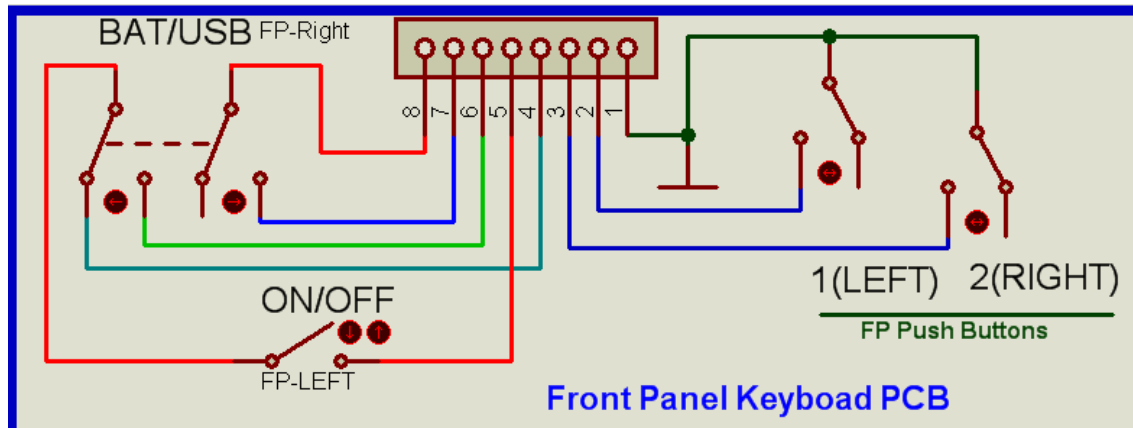 BAT/USB FP-Right
8 7 6 5 4 3 2 1
1(LEFT) 2(RIGHT)
FP Push Buttons
ON/OFF
FP-LEFT
Front Panel Keyboad PCB